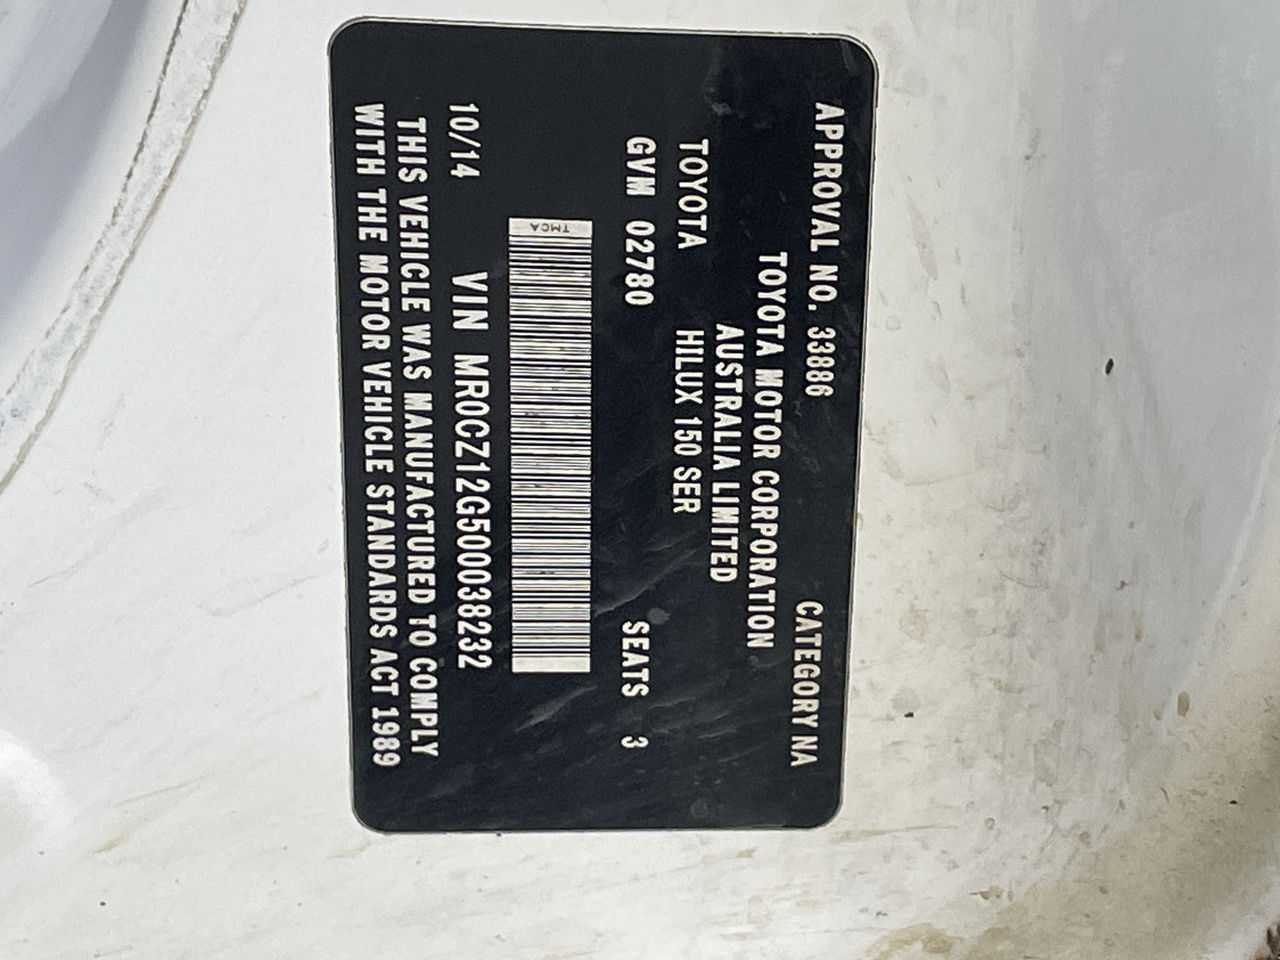 APPROVAL NO. 33886 CATEGORY NA
TOYOTA MOTOR CORPORATION
AUSTRALIA LIMITED
TOYOTA HILUX 150 SER
GVM 02780 SEATS 3
TMCA
VIN MR0CZ12G500038232
10/14
THIS VEHICLE WAS MANUFACTURED TO COMPLY
WITH THE MOTOR VEHICLE STANDARDS ACT 1989